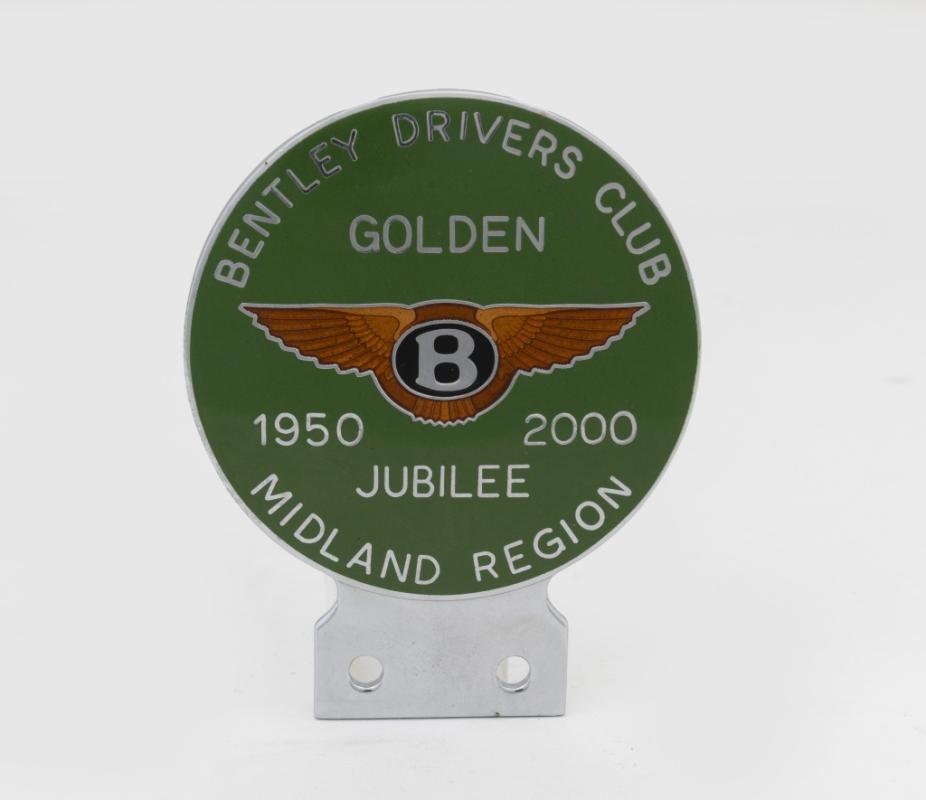 BENTLEY DRIVERS CLUB
GOLDEN
B
1950 2000
JUBILEE
MIDLAND REGION